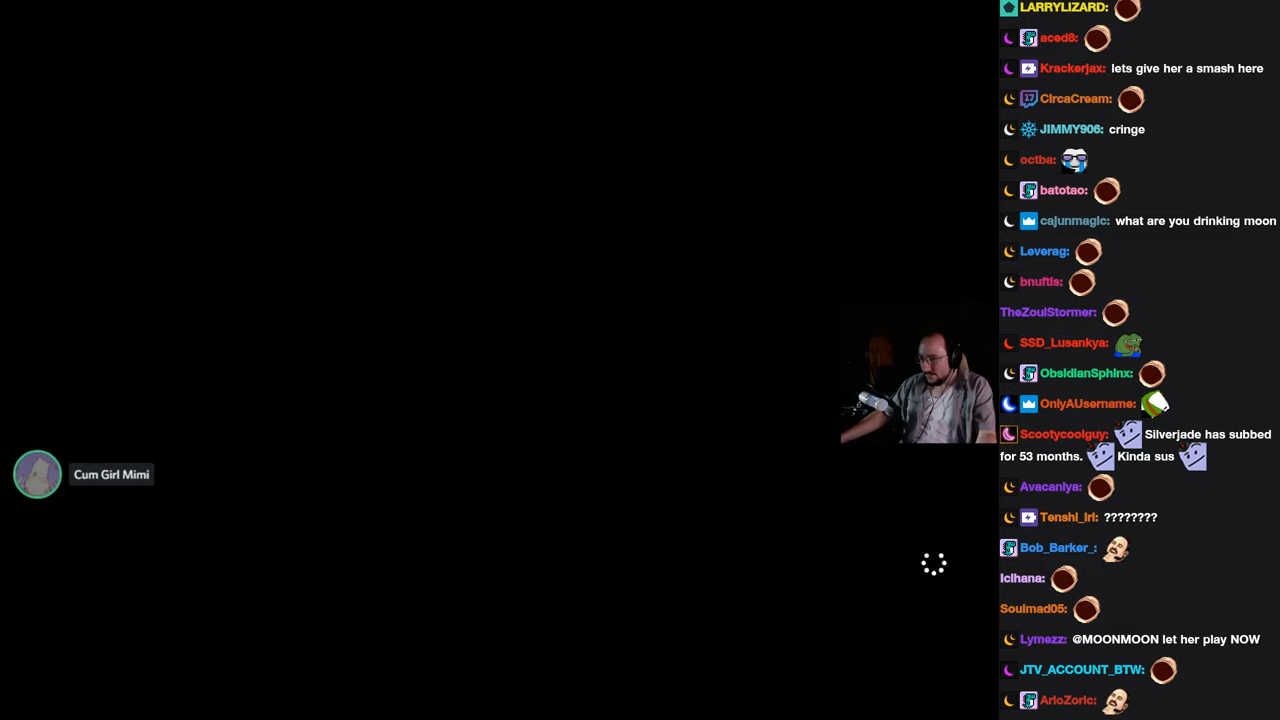 LARRYLIZARD:
aced8:
Krackerjax: lets give her a smash here
17 CircaCream:
JIMMY906: cringe
octba:
batotao:
cajunmagic: what are you drinking moon
Leverag:
bnuftis:
TheZoulStormer:
SSD_Lusankya:
ObsidianSphinx:
OnlyAUsername:
Scootycoolguy: Silverjade has subbed
for 53 months. Kinda sus
Cum Girl Mimi
Avacaniya:
Tenshi_Iri: ????????
Bob_Barker_:
Icihana:
Soulmad05:
Lymezz: @MOONMOON let her play NOW
JTV_ACCOUNT_BTW:
ArloZoric: